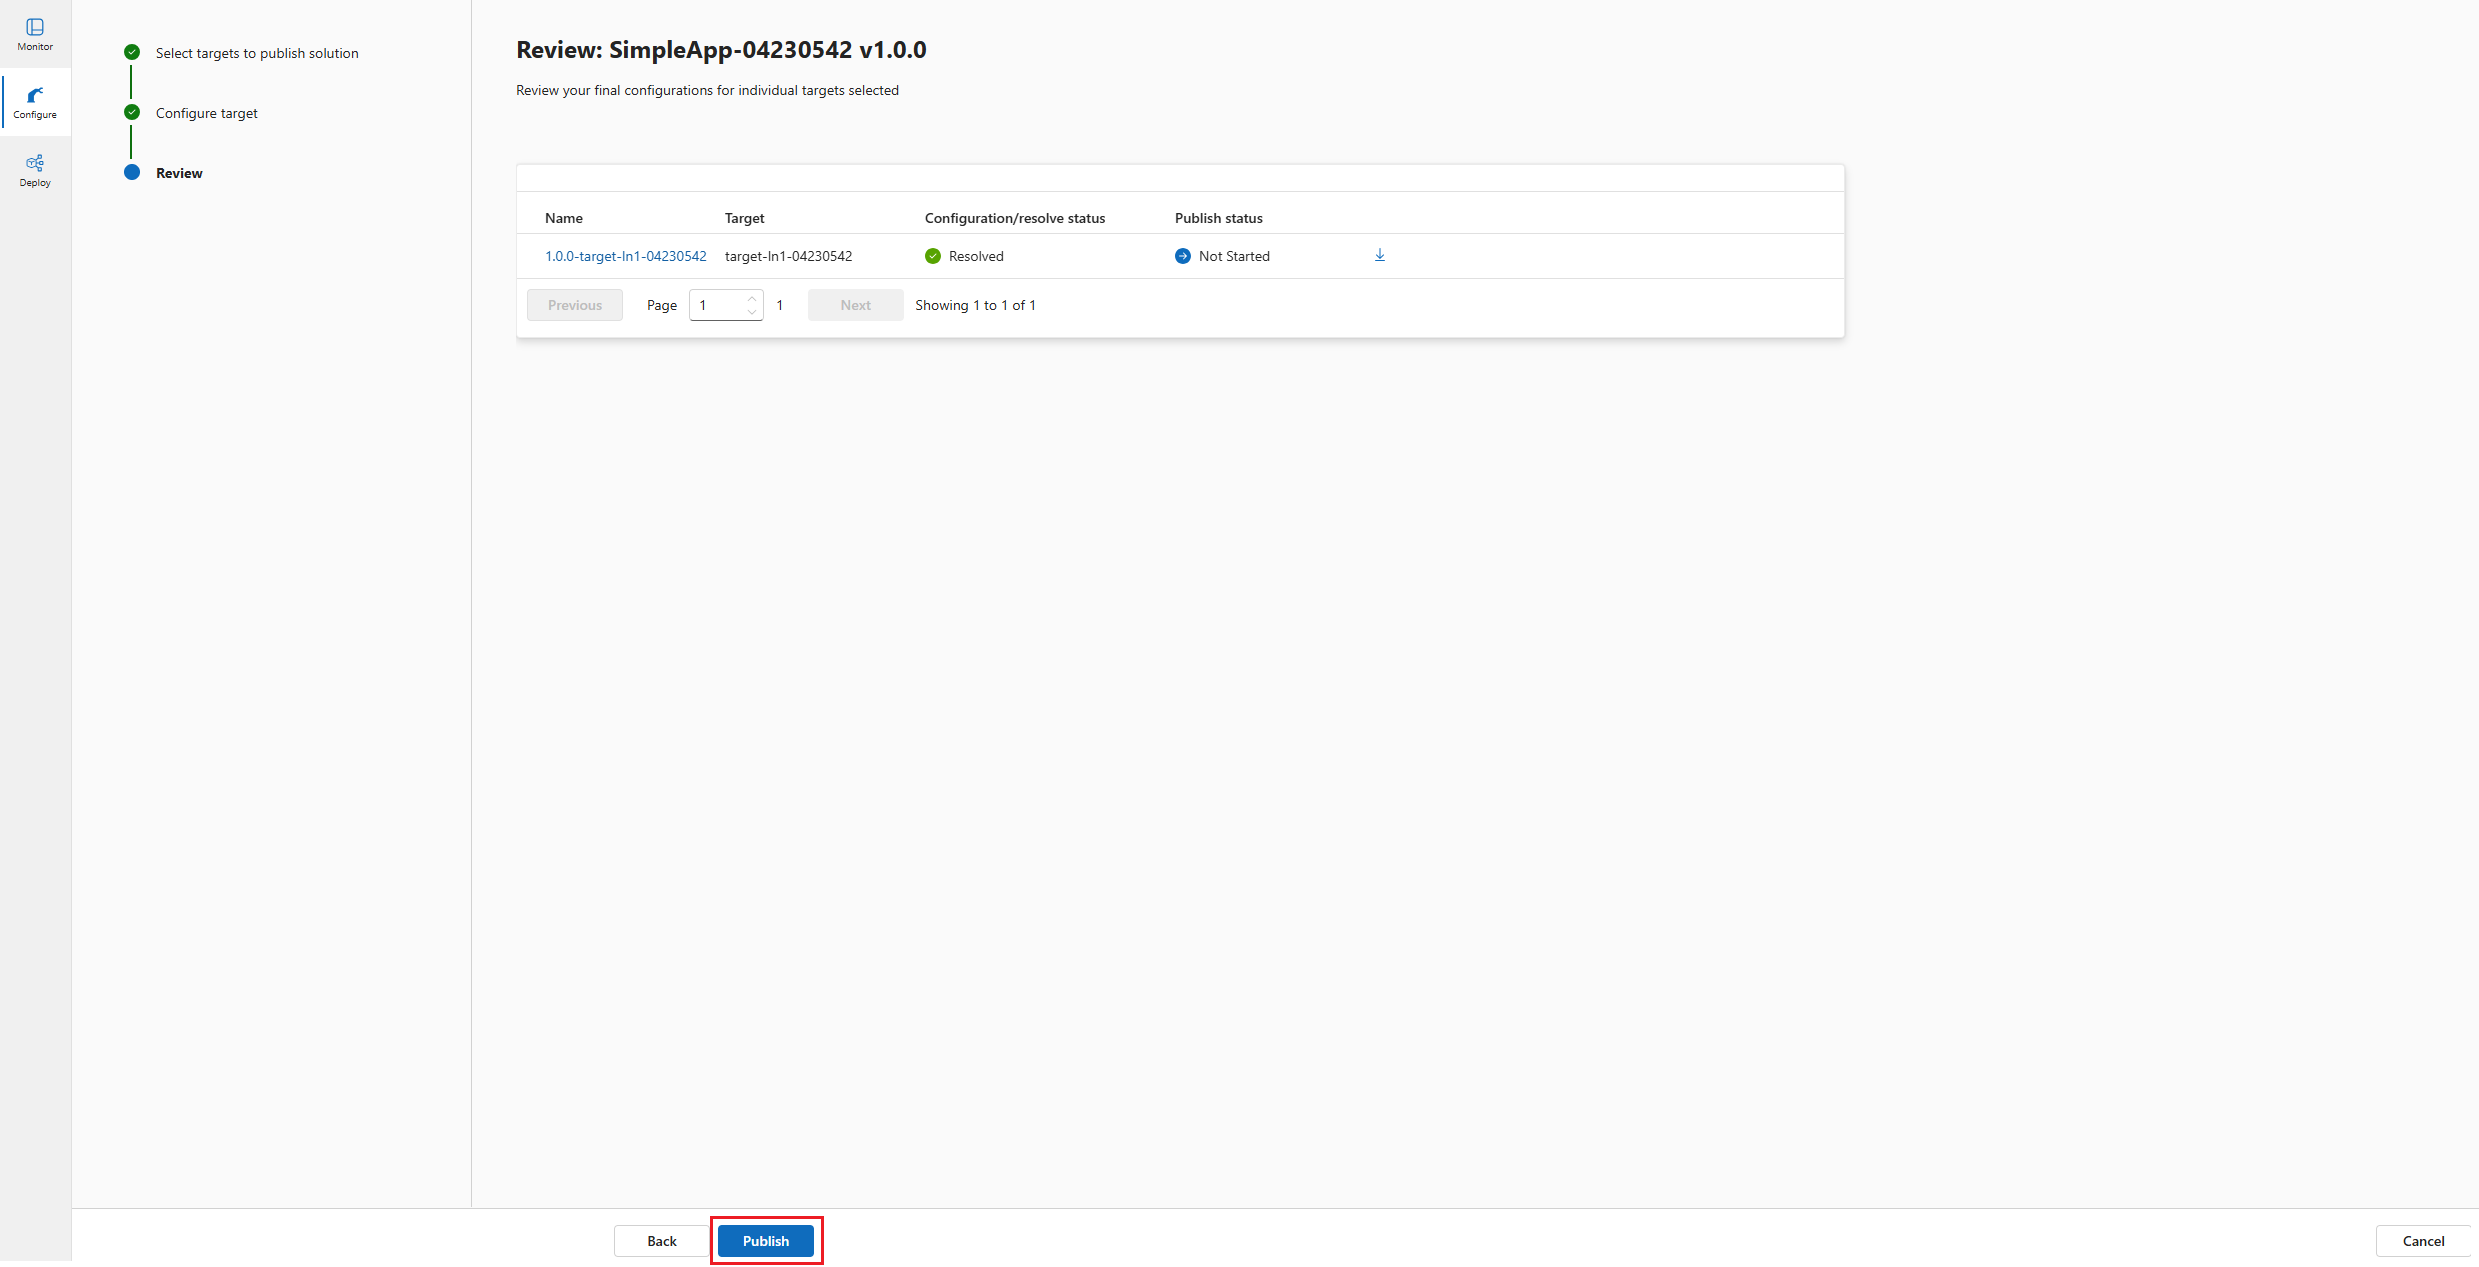 Monitor
Configure
Deploy
Select targets to publish solution
Configure target
Review
Review: SimpleApp-04230542 v1.0.0
Review your final configurations for individual targets selected
Name Target Configuration/resolve status Publish status
1.0.0-target-ln1-04230542 target-ln1-04230542 Resolved Not Started
Previous Page 1 1 Next Showing 1 to 1 of 1
Back Publish Cancel